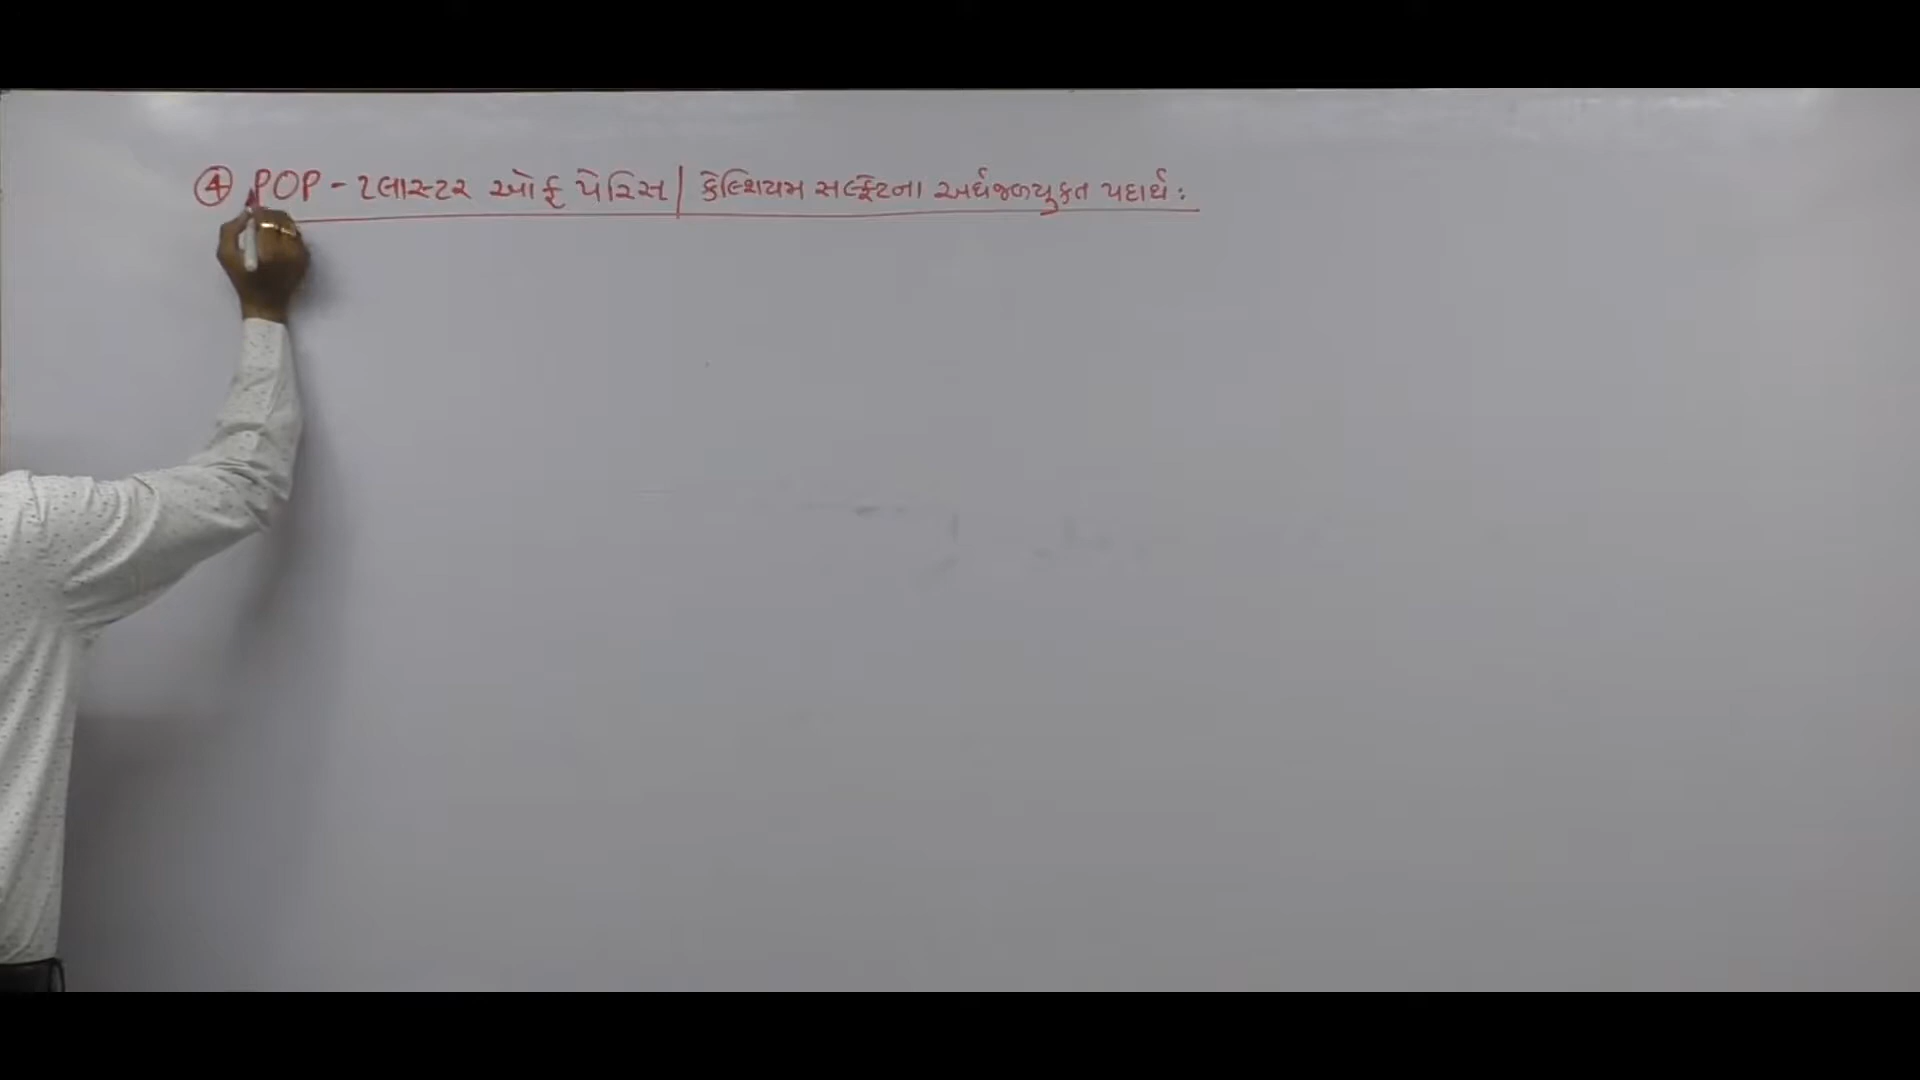 ④ POP - પ્લાસ્ટર ઓફ પેરિસ | કેલ્શિયમ સલ્ફેટના અર્ધજળયુક્ત પદાર્થ :